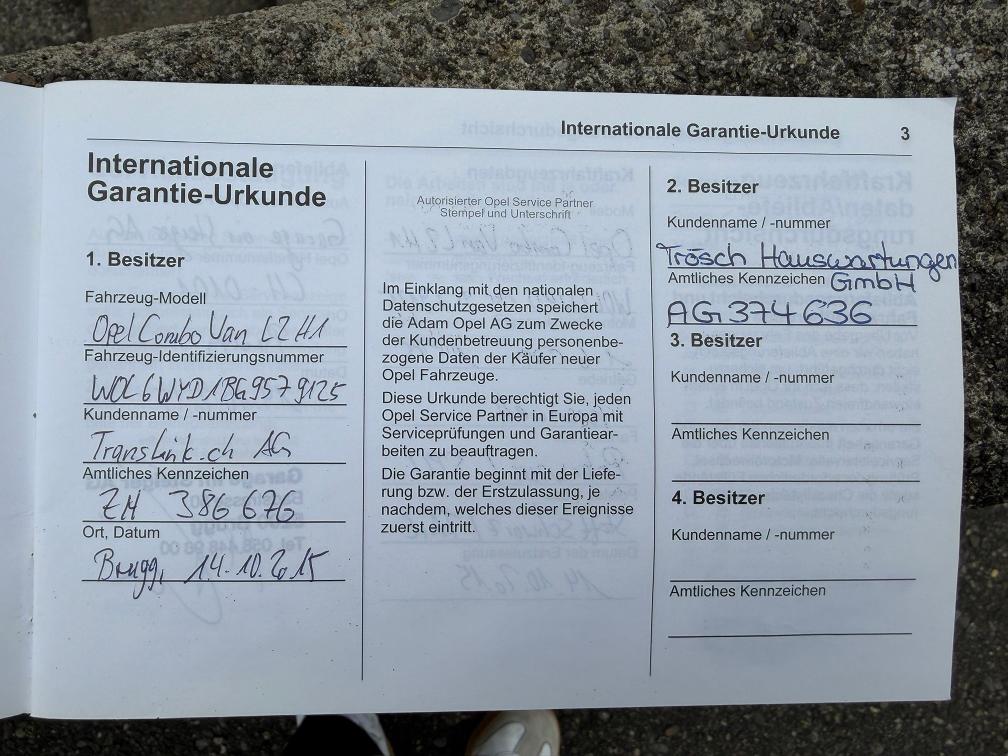 Internationale Garantie-Urkunde 3
Internationale
Garantie-Urkunde
1. Besitzer
Fahrzeug-Modell
Opel Combo Van L2H1
Fahrzeug-Identifizierungsnummer
WOL6WYD1BG9579125
Kundenname / -nummer
TransLink.ch AG
Amtliches Kennzeichen
ZH 386 676
Ort, Datum
Brugg, 14.10.2015
Autorisierter Opel Service Partner
Stempel und Unterschrift
Im Einklang mit den nationalen
Datenschutzgesetzen speichert
die Adam Opel AG zum Zwecke
der Kundenbetreuung personenbe-
zogene Daten der Käufer neuer
Opel Fahrzeuge.
Diese Urkunde berechtigt Sie, jeden
Opel Service Partner in Europa mit
Serviceprüfungen und Garantiear-
beiten zu beauftragen.
Die Garantie beginnt mit der Liefe-
rung bzw. der Erstzulassung, je
nachdem, welches dieser Ereignisse
zuerst eintritt.
2. Besitzer
Kundenname / -nummer
Trösch Hauswartungen
Amtliches Kennzeichen GmbH
AG 374 636
3. Besitzer
Kundenname / -nummer
Amtliches Kennzeichen
4. Besitzer
Kundenname / -nummer
Amtliches Kennzeichen